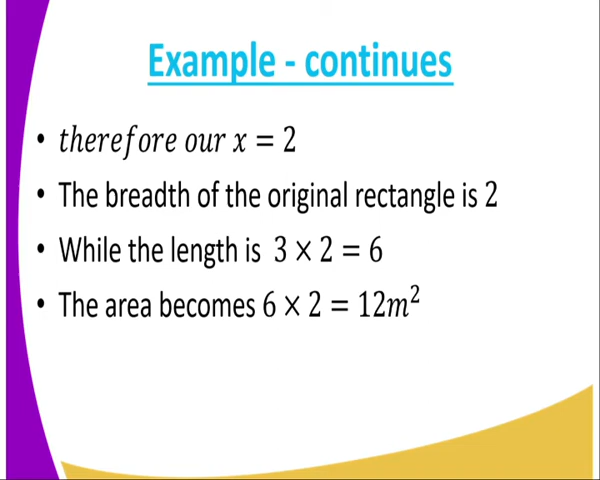 Example - continues
• therefore our x = 2
• The breadth of the original rectangle is 2
• While the length is 3 × 2 = 6
• The area becomes 6 × 2 = 12m²